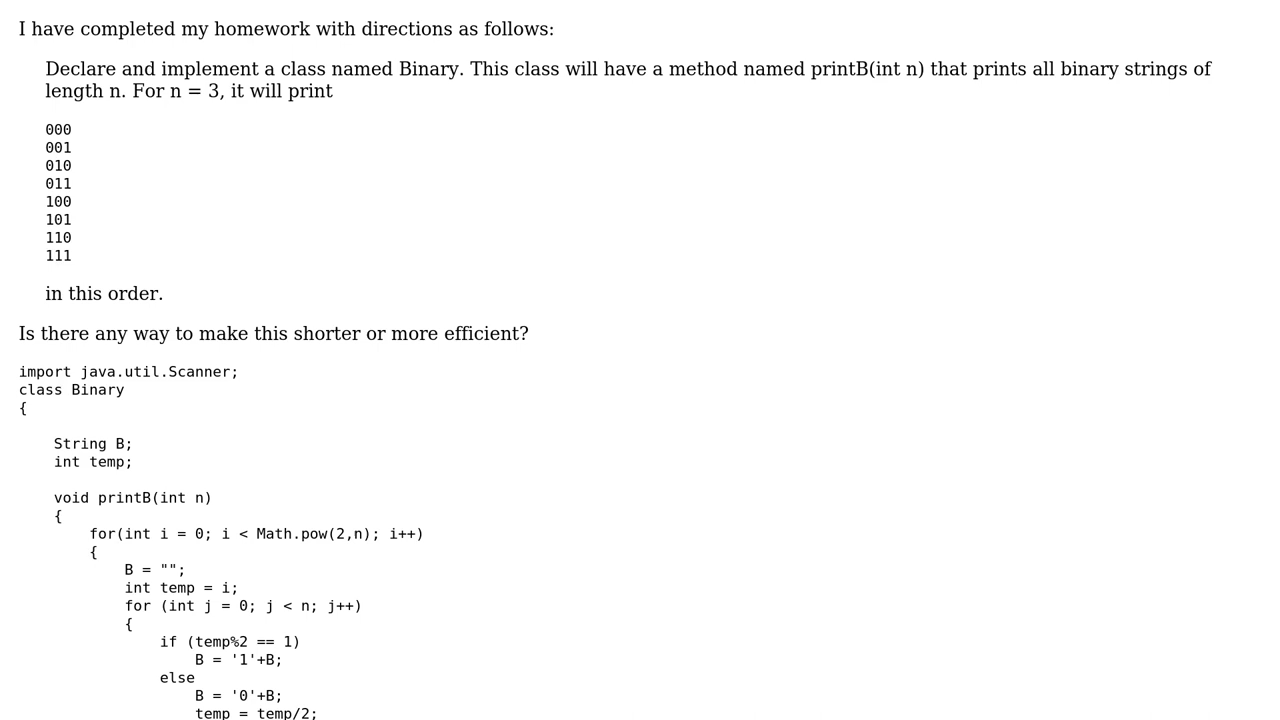 I have completed my homework with directions as follows:
Declare and implement a class named Binary. This class will have a method named printB(int n) that prints all binary strings of
length n. For n = 3, it will print
000
001
010
011
100
101
110
111
in this order.
Is there any way to make this shorter or more efficient?
import java.util.Scanner;
class Binary
{
    String B;
    int temp;
    void printB(int n)
    {
        for(int i = 0; i < Math.pow(2,n); i++)
        {
            B = "";
            int temp = i;
            for (int j = 0; j < n; j++)
            {
                if (temp%2 == 1)
                    B = '1'+B;
                else
                    B = '0'+B;
                    temp = temp/2;